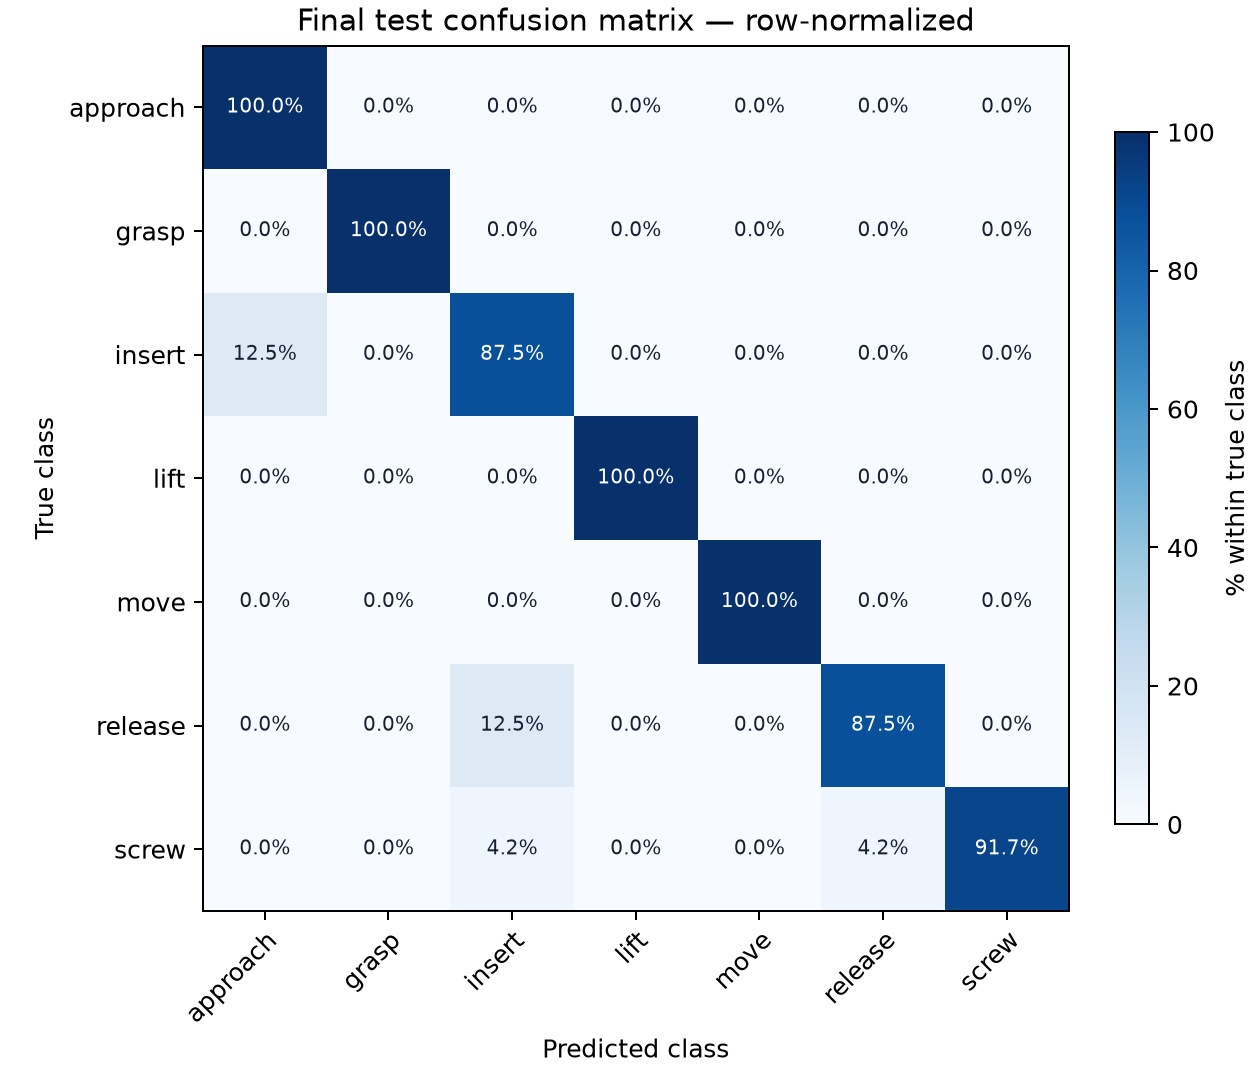 Final test confusion matrix — row-normalized
approach 100.0% 0.0% 0.0% 0.0% 0.0% 0.0% 0.0%
grasp 0.0% 100.0% 0.0% 0.0% 0.0% 0.0% 0.0%
insert 12.5% 0.0% 87.5% 0.0% 0.0% 0.0% 0.0%
lift 0.0% 0.0% 0.0% 100.0% 0.0% 0.0% 0.0%
move 0.0% 0.0% 0.0% 0.0% 100.0% 0.0% 0.0%
release 0.0% 0.0% 12.5% 0.0% 0.0% 87.5% 0.0%
screw 0.0% 0.0% 4.2% 0.0% 0.0% 4.2% 91.7%
approach grasp insert lift move release screw
Predicted class
True class
100
80
60
40
20
0
% within true class